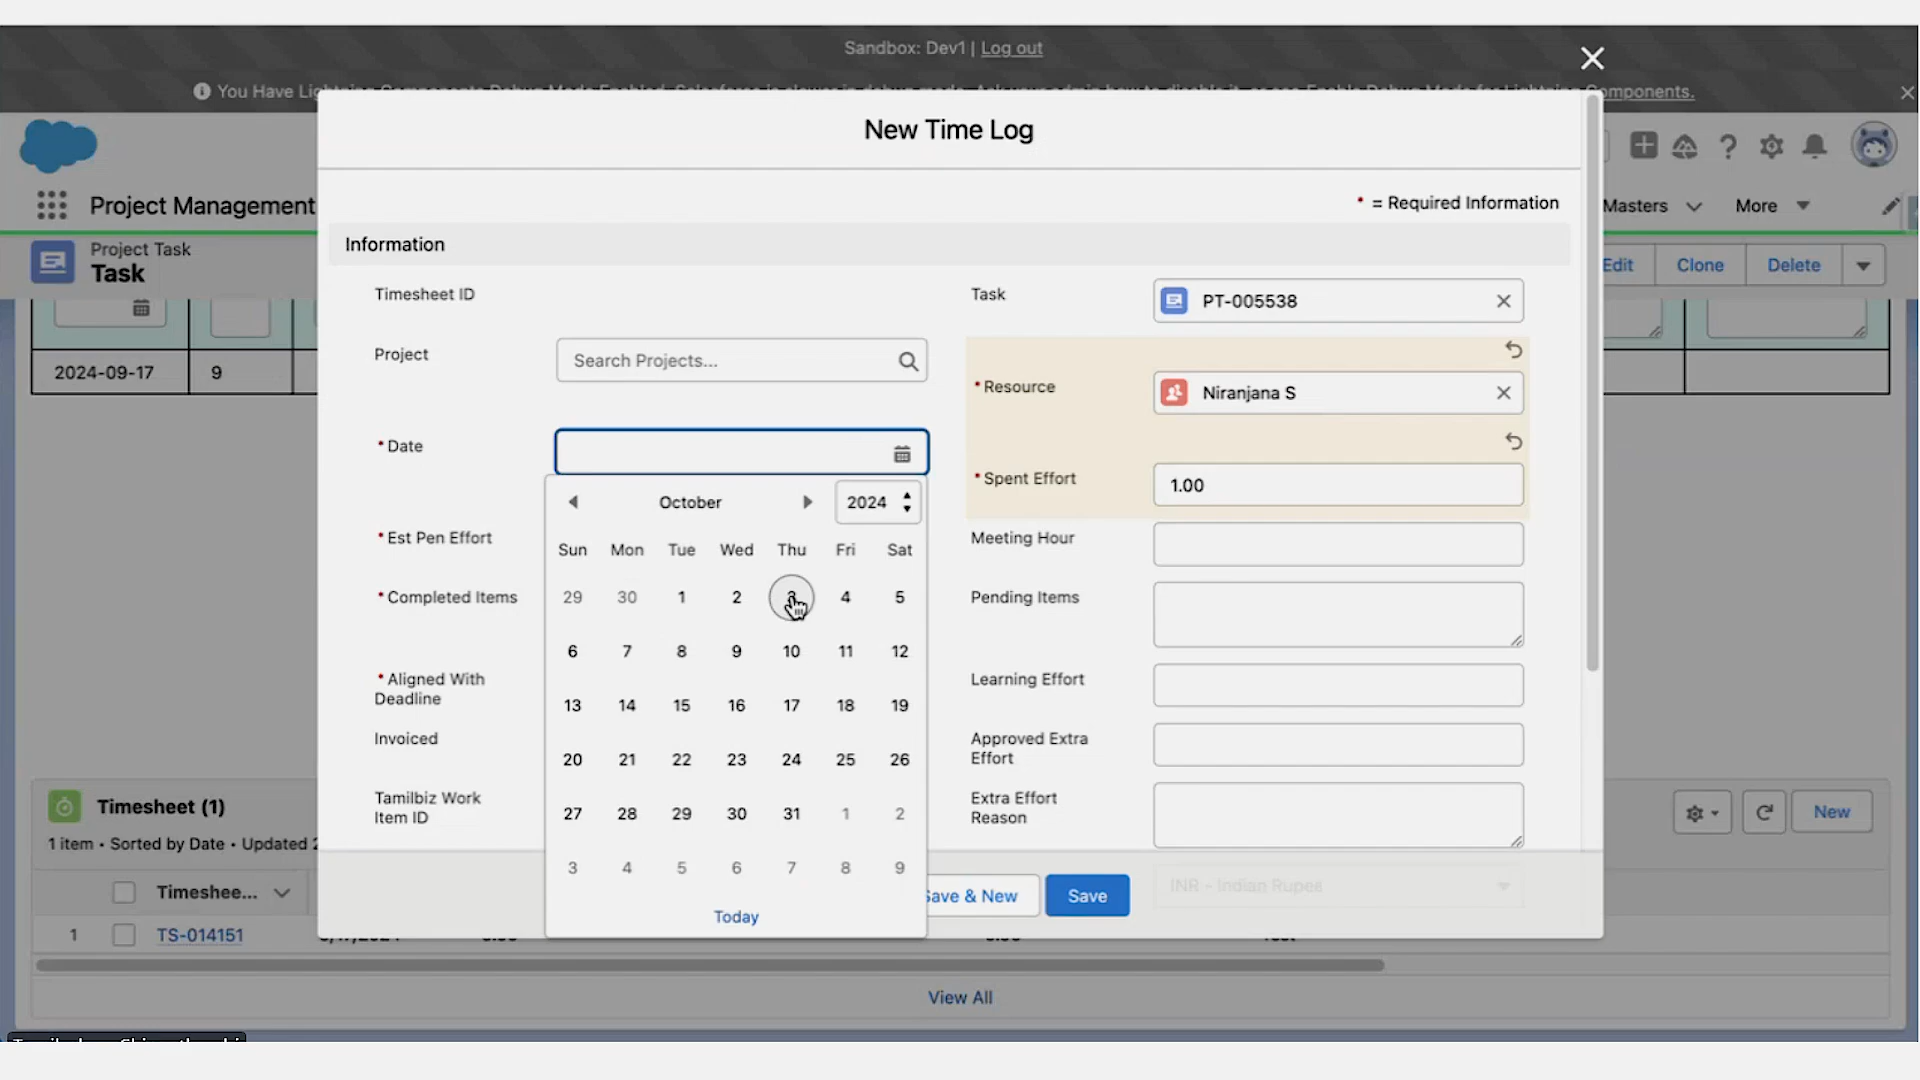 Sandbox: Dev1 | Log out
You Have Lig
omponents.
New Time Log
* = Required Information
Project Management
Masters
More
Project Task
Task
Edit
Clone
Delete
Information
Timesheet ID
Task
PT-005538
Project
Search Projects...
* Resource
Niranjana S
2024-09-17
9
* Date
* Spent Effort
1.00
October
2024
Sun Mon Tue Wed Thu Fri Sat
29 30 1 2 3 4 5
6 7 8 9 10 11 12
13 14 15 16 17 18 19
20 21 22 23 24 25 26
27 28 29 30 31 1 2
3 4 5 6 7 8 9
Today
* Est Pen Effort
Meeting Hour
* Completed Items
Pending Items
* Aligned With
Deadline
Learning Effort
Invoiced
Approved Extra
Effort
Tamilbiz Work
Item ID
Extra Effort
Reason
INR - Indian Rupee
Save & New
Save
Timesheet (1)
1 item • Sorted by Date • Updated
New
Timeshee...
1
TS-014151
View All